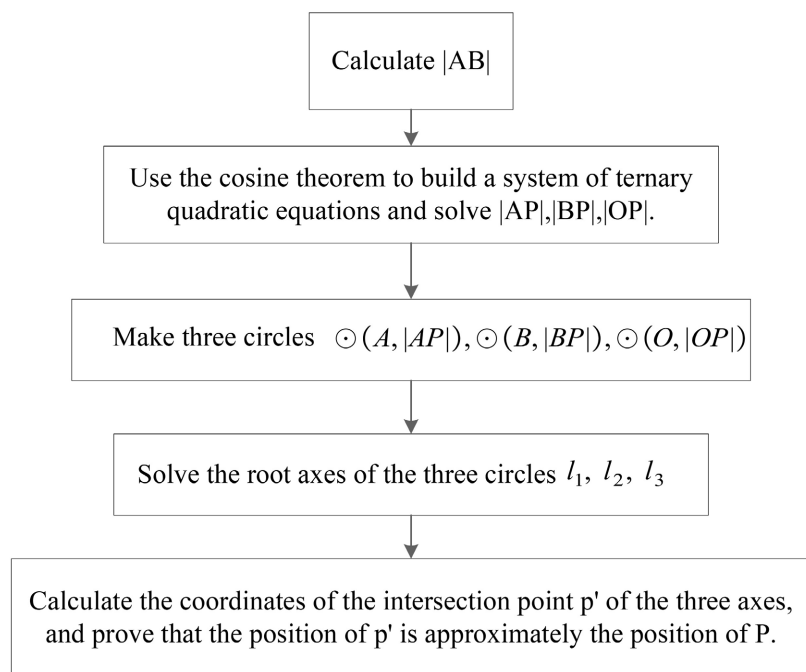 Calculate |AB|
Use the cosine theorem to build a system of ternary
quadratic equations and solve |AP|,|BP|,|OP|.
Make three circles ⊙(A,|AP|),⊙(B,|BP|),⊙(O,|OP|)
Solve the root axes of the three circles l₁, l₂, l₃
Calculate the coordinates of the intersection point p' of the three axes,
and prove that the position of p' is approximately the position of P.